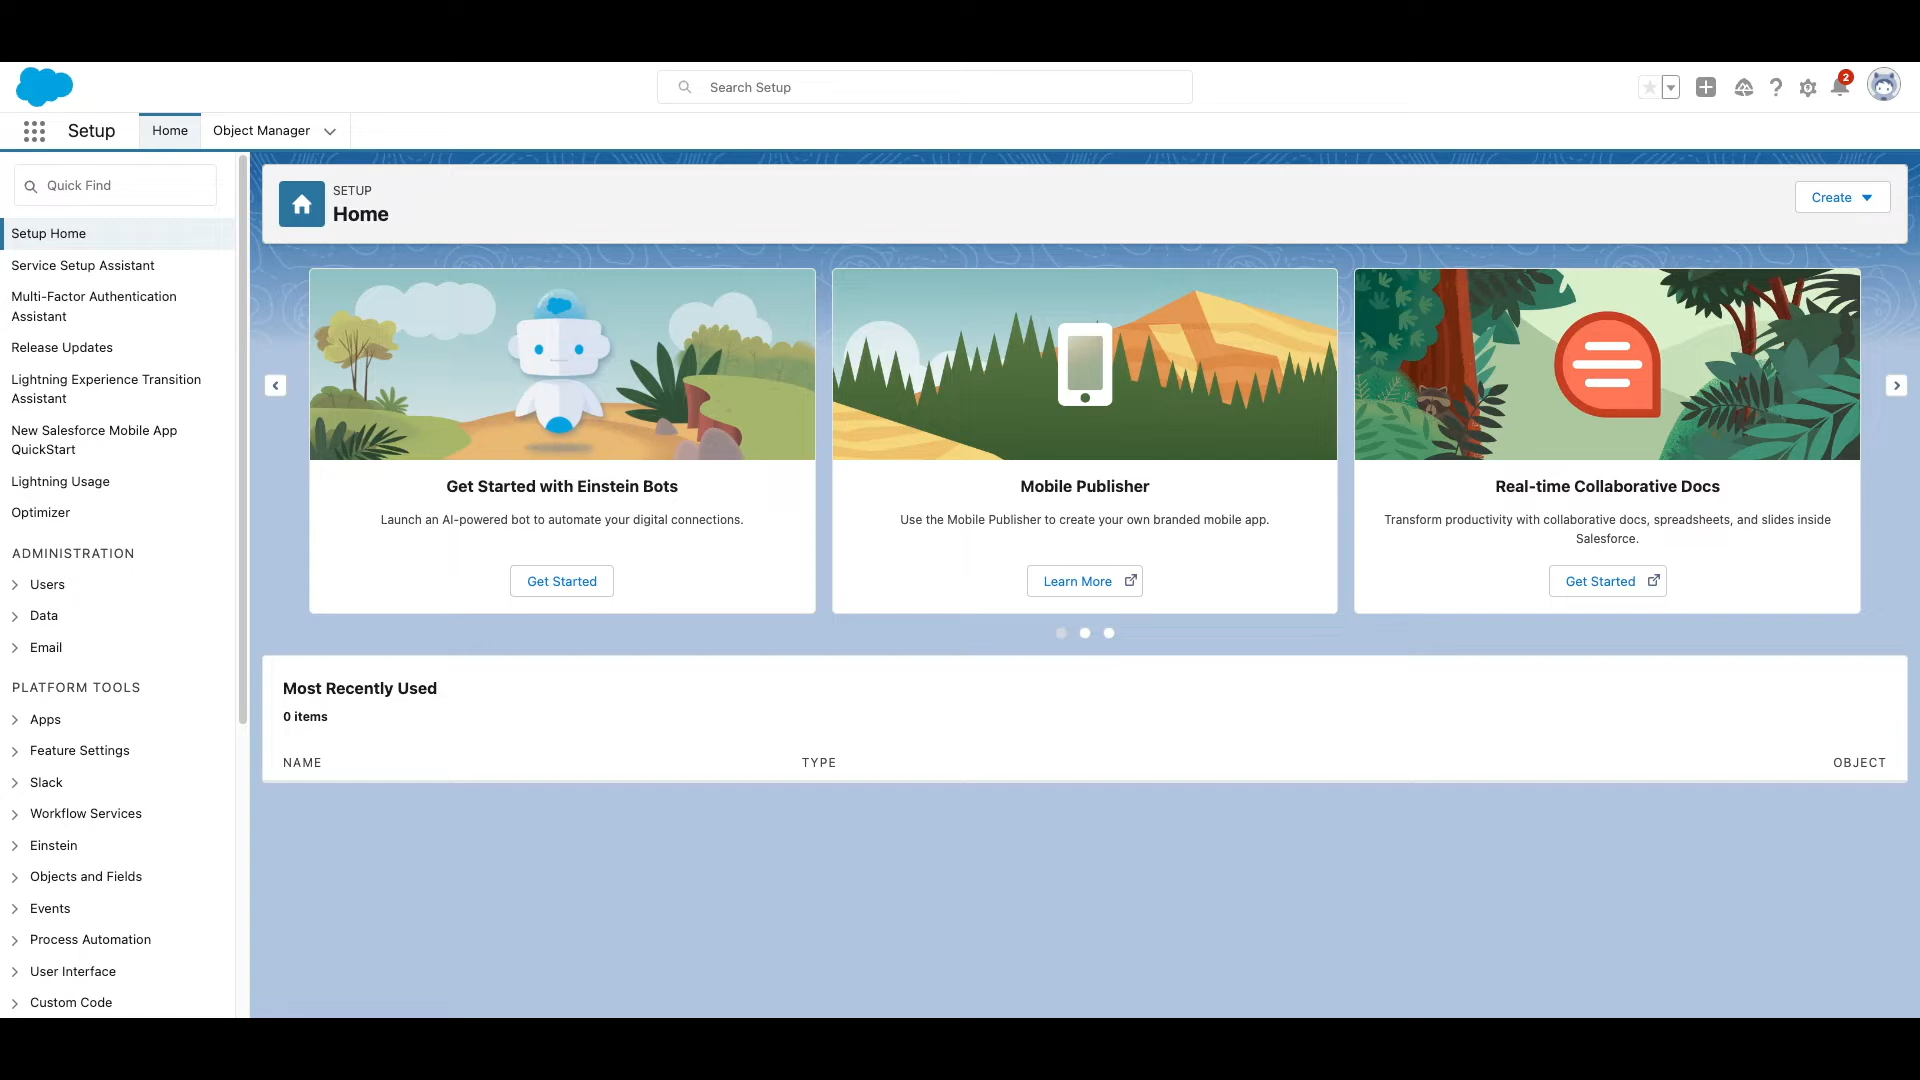 Search Setup
2
Setup
Home
Object Manager
Quick Find
Setup Home
Service Setup Assistant
Multi-Factor Authentication
Assistant
Release Updates
Lightning Experience Transition
Assistant
New Salesforce Mobile App
QuickStart
Lightning Usage
Optimizer
ADMINISTRATION
Users
Data
Email
PLATFORM TOOLS
Apps
Feature Settings
Slack
Workflow Services
Einstein
Objects and Fields
Events
Process Automation
User Interface
Custom Code
SETUP
Home
Create
Get Started with Einstein Bots
Launch an AI-powered bot to automate your digital connections.
Get Started
Mobile Publisher
Use the Mobile Publisher to create your own branded mobile app.
Learn More
Real-time Collaborative Docs
Transform productivity with collaborative docs, spreadsheets, and slides inside
Salesforce.
Get Started
Most Recently Used
0 items
NAME
TYPE
OBJECT